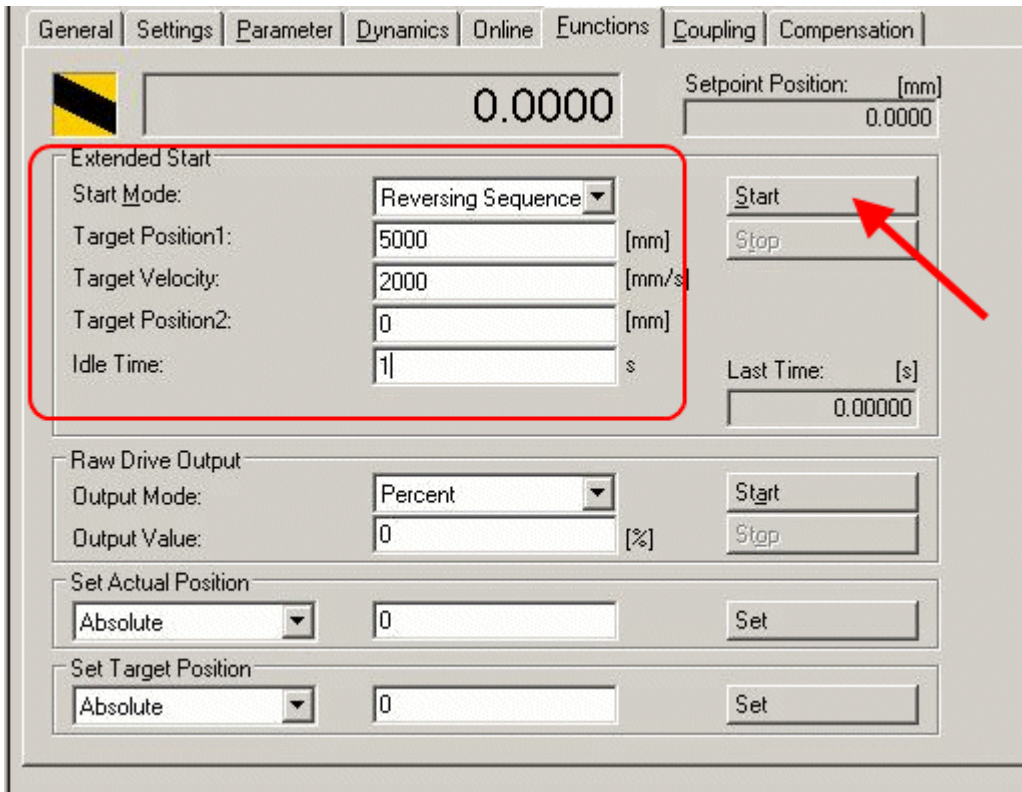 General Settings Parameter Dynamics Online Functions Coupling Compensation
0.0000
Setpoint Position: [mm]
0.0000
Extended Start
Start Mode: Reversing Sequence Start
Target Position1: 5000 [mm] Stop
Target Velocity: 2000 [mm/s]
Target Position2: 0 [mm]
Idle Time: 1 s
Last Time: [s]
0.00000
Raw Drive Output
Output Mode: Percent Start
Output Value: 0 [%] Stop
Set Actual Position
Absolute 0 Set
Set Target Position
Absolute 0 Set